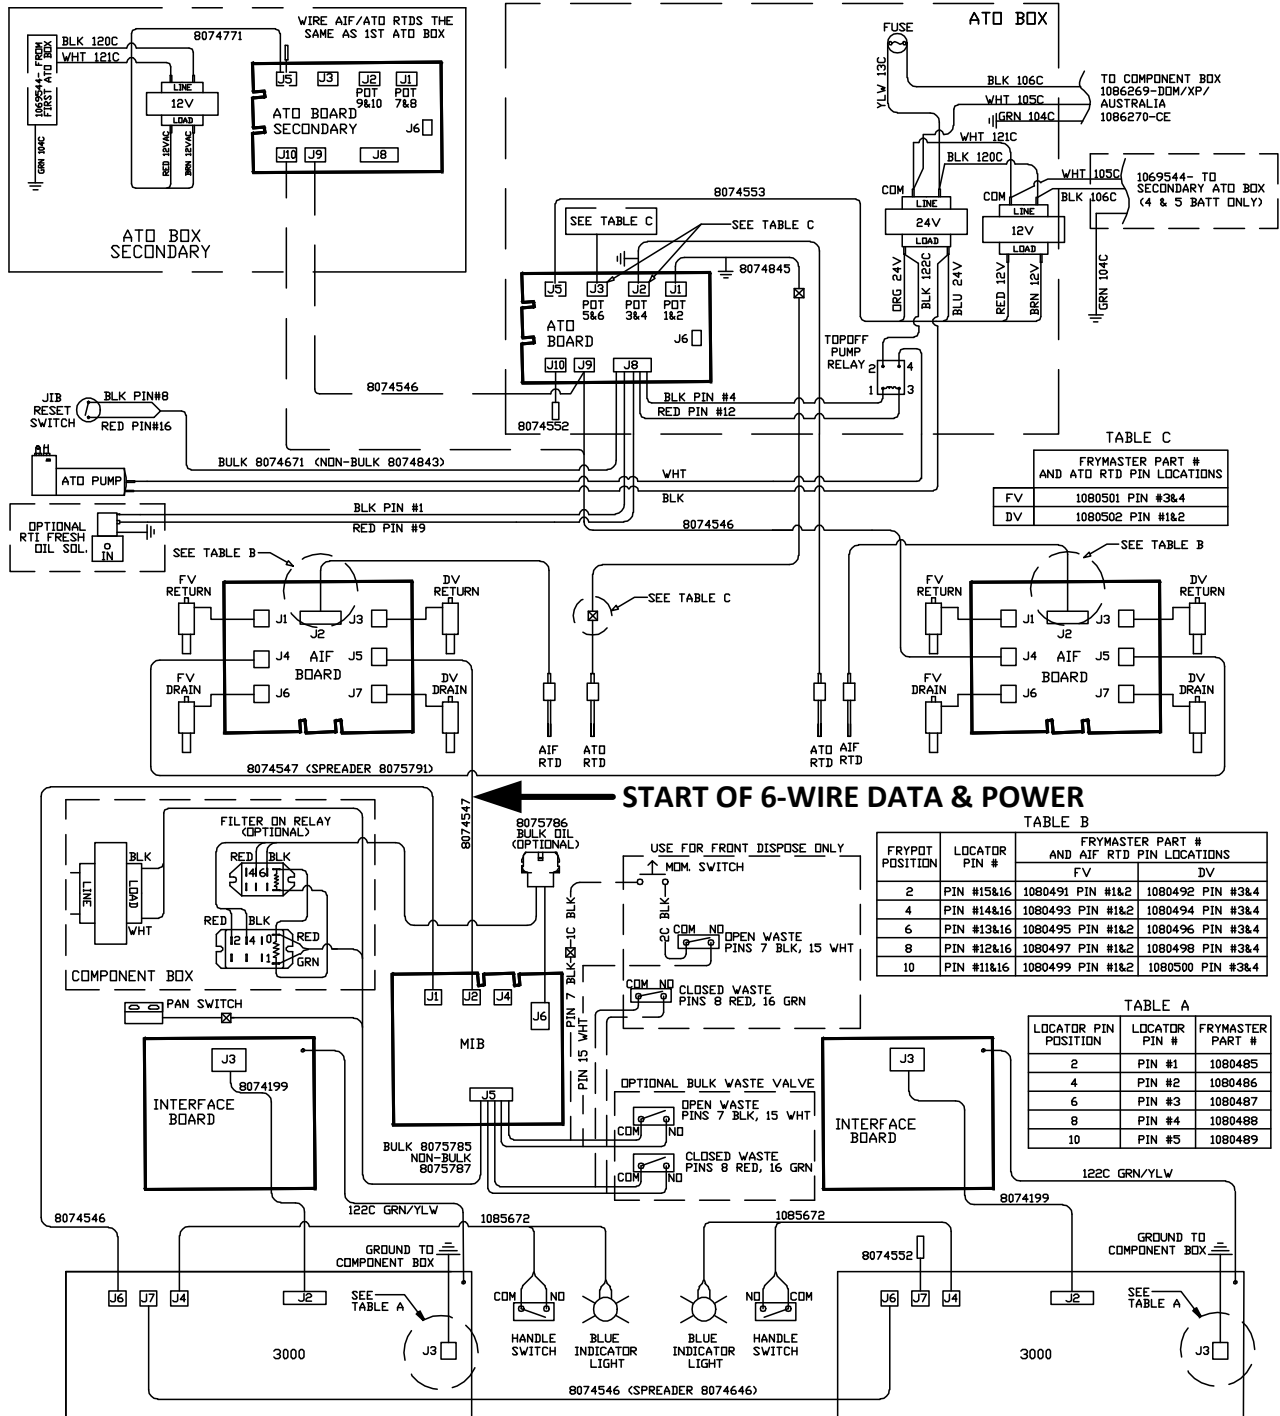 WIRE AIF/ATO RTDS THE
SAME AS 1ST ATO BOX
8074771
BLK 120C
WHT 121C
1069544- FROM
FIRST ATO BOX
GRN 104C
LINE
12V
LOAD
RED 12VAC
BRN 12VAC
J5
J3
J2
POT
9&10
J1
POT
7&8
ATO BOARD
SECONDARY
J6
J10
J9
J8
ATO BOX
SECONDARY
ATO BOX
FUSE
YLW 13C
BLK 106C
WHT 105C
GRN 104C
TO COMPONENT BOX
1086269-DOM/XP/
AUSTRALIA
1086270-CE
WHT 121C
BLK 120C
WHT 105C
BLK 106C
1069544- TO
SECONDARY ATO BOX
(4 & 5 BATT ONLY)
GRN 104C
COM
LINE
24V
LOAD
COM
LINE
12V
LOAD
ORG 24V
BLK 122C
BLU 24V
RED 12V
BRN 12V
8074553
SEE TABLE C
SEE TABLE C
8074845
J5
J3
POT
5&6
J2
POT
3&4
J1
POT
1&2
ATO
BOARD
J6
J10
J9
J8
TOPOFF
PUMP
RELAY
2
4
1
3
8074546
8074552
BLK PIN #4
RED PIN #12
JIB
RESET
SWITCH
BLK PIN#8
RED PIN#16
BULK 8074671 (NON-BULK 8074843)
ATO PUMP
WHT
BLK
OPTIONAL
RTI FRESH
OIL SOL.
IN
BLK PIN #1
RED PIN #9
8074546
TABLE C
FRYMASTER PART #
AND ATO RTD PIN LOCATIONS
FV 1080501 PIN #3&4
DV 1080502 PIN #1&2
SEE TABLE B
SEE TABLE C
SEE TABLE B
FV
RETURN
DV
RETURN
J1
J2
J3
J4
AIF
BOARD
J5
J6
J7
FV
DRAIN
DV
DRAIN
FV
RETURN
DV
RETURN
J1
J2
J3
J4
AIF
BOARD
J5
J6
J7
FV
DRAIN
DV
DRAIN
AIF
RTD
ATO
RTD
ATO
RTD
AIF
RTD
8074547 (SPREADER 8075791)
8074547
START OF 6-WIRE DATA & POWER
TABLE B
FRYPOT
POSITION
LOCATOR
PIN #
FRYMASTER PART #
AND AIF RTD PIN LOCATIONS
FV DV
2 PIN #15&16 1080491 PIN #1&2 1080492 PIN #3&4
4 PIN #14&16 1080493 PIN #1&2 1080494 PIN #3&4
6 PIN #13&16 1080495 PIN #1&2 1080496 PIN #3&4
8 PIN #12&16 1080497 PIN #1&2 1080498 PIN #3&4
10 PIN #11&16 1080499 PIN #1&2 1080500 PIN #3&4
FILTER ON RELAY
(OPTIONAL)
RED
BLK
4 6
BLK
LINE
LOAD
WHT
RED
BLK
2 4
0
1
RED
GRN
COMPONENT BOX
8075786
BULK OIL
(OPTIONAL)
USE FOR FRONT DISPOSE ONLY
MOM. SWITCH
1C BLK
2C BLK
COM NO
OPEN WASTE
PINS 7 BLK, 15 WHT
COM NO
CLOSED WASTE
PINS 8 RED, 16 GRN
PIN 7 BLK
PIN 15 WHT
PAN SWITCH
J1
J2
J4
J6
MIB
J5
TABLE A
LOCATOR PIN
POSITION
LOCATOR
PIN #
FRYMASTER
PART #
2 PIN #1 1080485
4 PIN #2 1080486
6 PIN #3 1080487
8 PIN #4 1080488
10 PIN #5 1080489
J3
8074199
INTERFACE
BOARD
OPTIONAL BULK WASTE VALVE
OPEN WASTE
PINS 7 BLK, 15 WHT
COM
NO
CLOSED WASTE
PINS 8 RED, 16 GRN
COM
NO
BULK 8075785
NON-BULK
8075787
J3
INTERFACE
BOARD
8074199
122C GRN/YLW
122C GRN/YLW
8074546
1085672
1085672
GROUND TO
COMPONENT BOX
8074552
GROUND TO
COMPONENT BOX
J6
J7
J4
J2
SEE
TABLE A
J3
3000
COM
NO
HANDLE
SWITCH
BLUE
INDICATOR
LIGHT
BLUE
INDICATOR
LIGHT
NO
COM
HANDLE
SWITCH
J6
J7
J4
J2
SEE
TABLE A
J3
3000
8074546 (SPREADER 8074646)